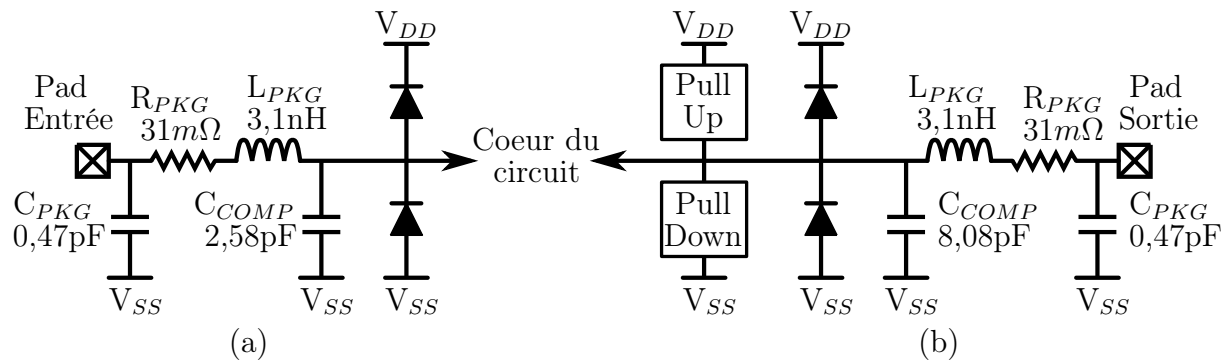 V_DD
Pad
Entrée
R_PKG
31mΩ
L_PKG
3,1nH
C_PKG
0,47pF
C_COMP
2,58pF
V_SS
V_SS
V_SS
(a)
Coeur du
circuit
V_DD
V_DD
Pull
Up
Pull
Down
L_PKG
3,1nH
R_PKG
31mΩ
Pad
Sortie
C_COMP
8,08pF
C_PKG
0,47pF
V_SS
V_SS
V_SS
V_SS
(b)